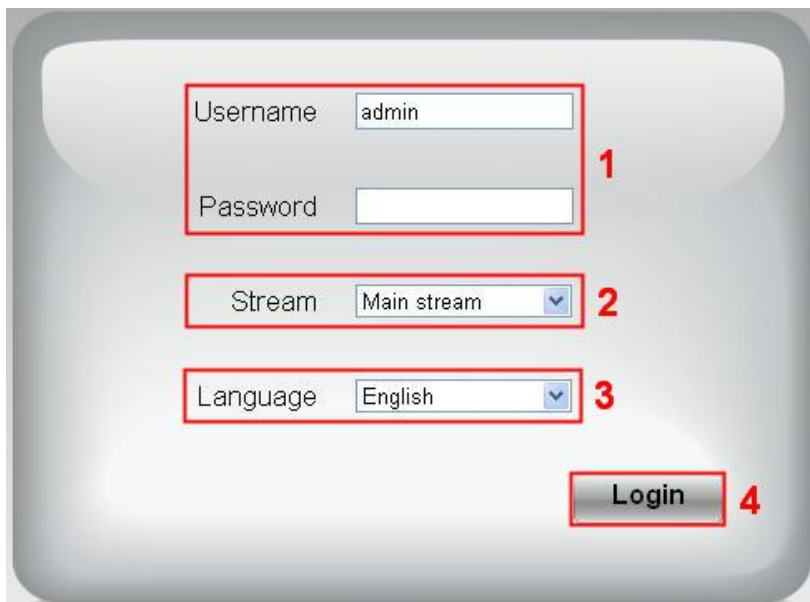 Username admin
1
Password
Stream Main stream 2
Language English 3
Login 4